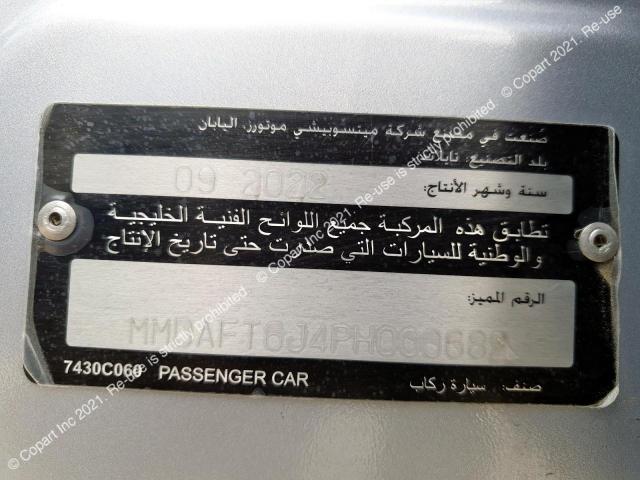 صنعت في مصنع شركة ميتسوبيشي موتورز، اليابان
بلد التصنيع: تايلاند
سنة وشهر الأنتاج:
09 2022
تطابق هذه المركبة جميع اللوائح الفنية الخليجية
والوطنية للسيارات التي صدرت حتى تاريخ الإنتاج
الرقم المميز:
7430C060 PASSENGER CAR صنف: سيارة ركاب
© Copart Inc 2021. Re-use is strictly prohibited